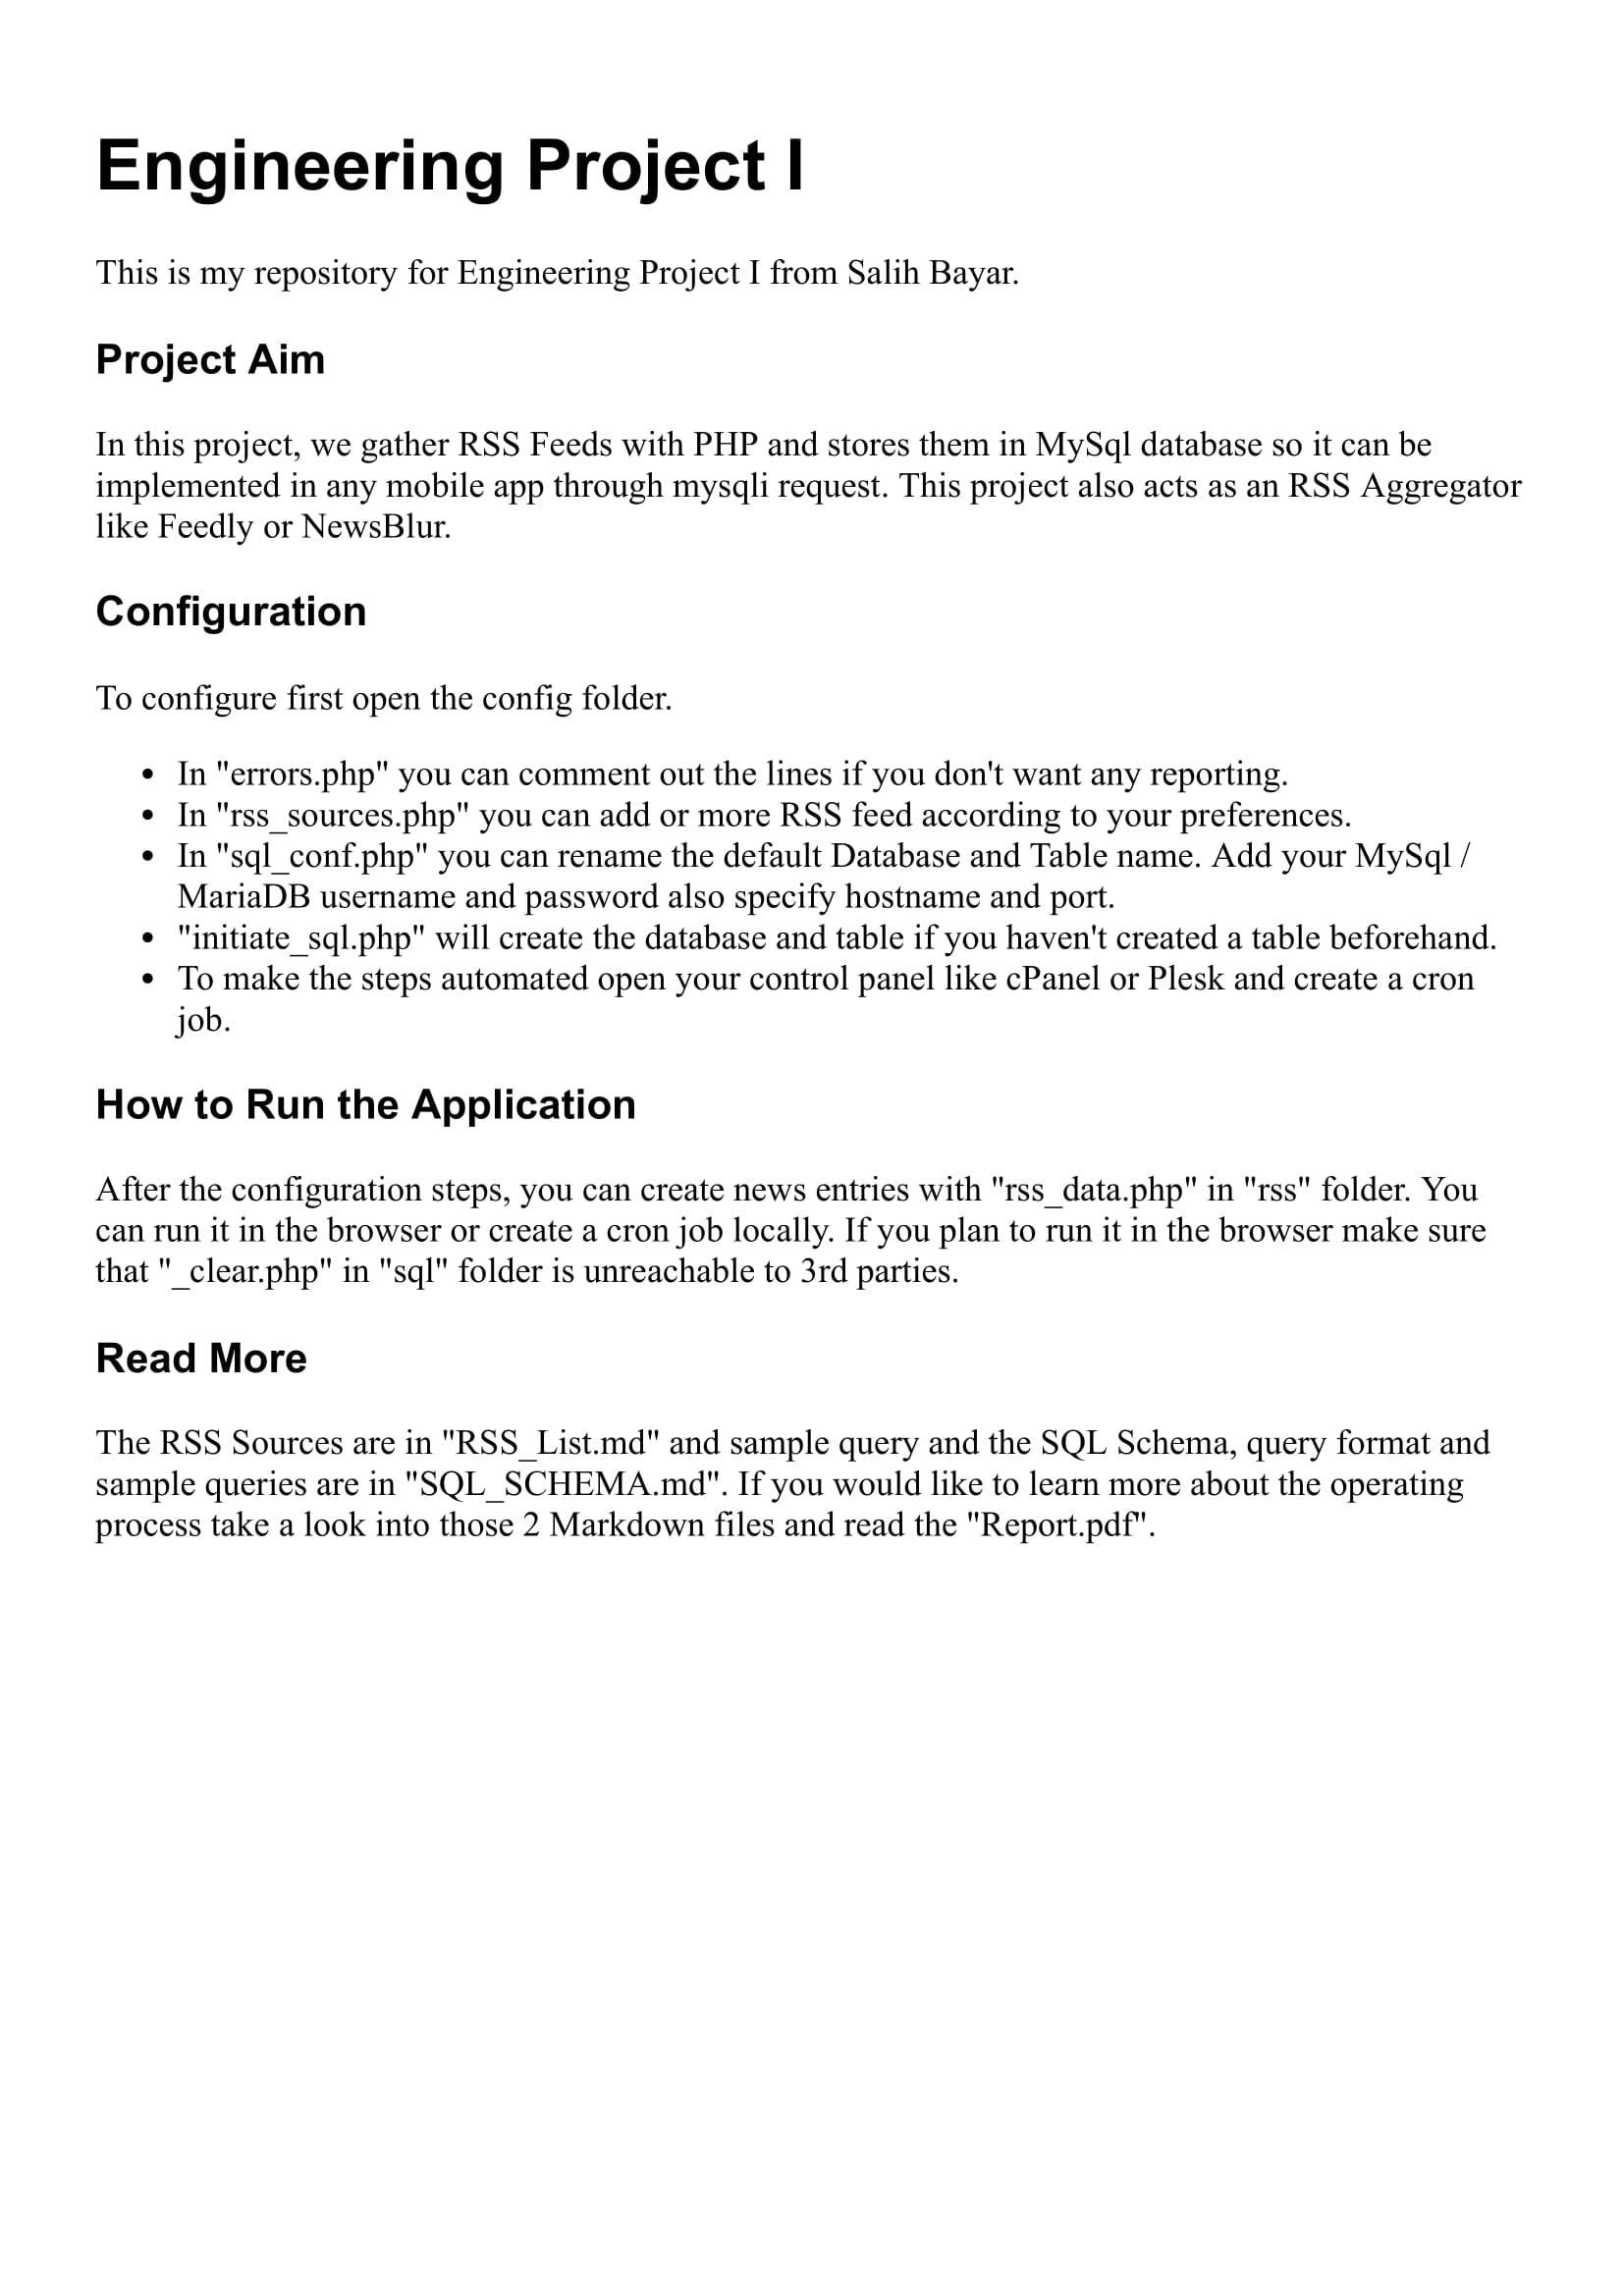 Engineering Project I
This is my repository for Engineering Project I from Salih Bayar.
Project Aim
In this project, we gather RSS Feeds with PHP and stores them in MySql database so it can be
implemented in any mobile app through mysqli request. This project also acts as an RSS Aggregator
like Feedly or NewsBlur.
Configuration
To configure first open the config folder.
• In "errors.php" you can comment out the lines if you don't want any reporting.
• In "rss_sources.php" you can add or more RSS feed according to your preferences.
• In "sql_conf.php" you can rename the default Database and Table name. Add your MySql /
MariaDB username and password also specify hostname and port.
• "initiate_sql.php" will create the database and table if you haven't created a table beforehand.
• To make the steps automated open your control panel like cPanel or Plesk and create a cron
job.
How to Run the Application
After the configuration steps, you can create news entries with "rss_data.php" in "rss" folder. You
can run it in the browser or create a cron job locally. If you plan to run it in the browser make sure
that "_clear.php" in "sql" folder is unreachable to 3rd parties.
Read More
The RSS Sources are in "RSS_List.md" and sample query and the SQL Schema, query format and
sample queries are in "SQL_SCHEMA.md". If you would like to learn more about the operating
process take a look into those 2 Markdown files and read the "Report.pdf".